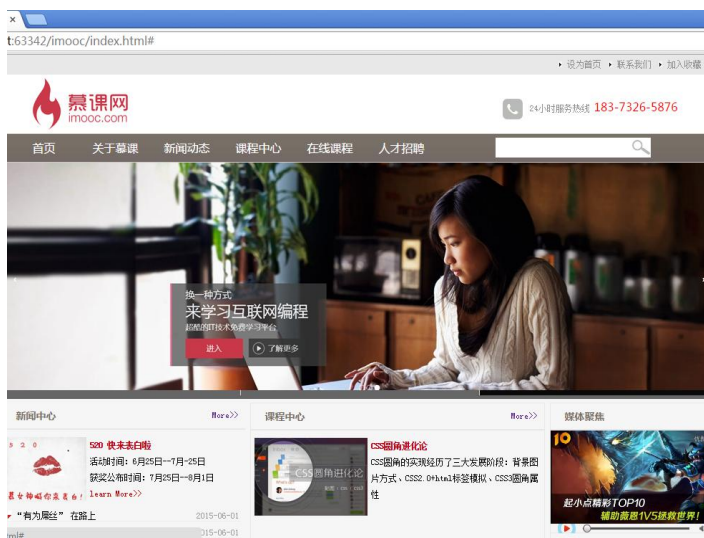 t:63342/imooc/index.html#
设为首页 联系我们 加入收藏
慕课网
imooc.com
24小时服务热线 183-7326-5876
首页 关于慕课 新闻动态 课程中心 在线课程 人才招聘
换一种方式
来学习互联网编程
超酷的IT技术免费学习平台
进入 了解更多
新闻中心 More>>
520 快来表白啦
活动时间：6月25日--7月-25日
获奖公布时间：7月25日---8月1日
learn More>>
“有为屌丝” 在路上 2015-06-01
课程中心 More>>
CSS圆角进化论
CSS圆角进化论
CSS圆角的实现经历了三大发展阶段：背景图
片方式、CSS2.0+html标签模拟、CSS3圆角属
性
媒体聚焦
10
起小点精彩TOP10
辅助薇恩1V5拯救世界!